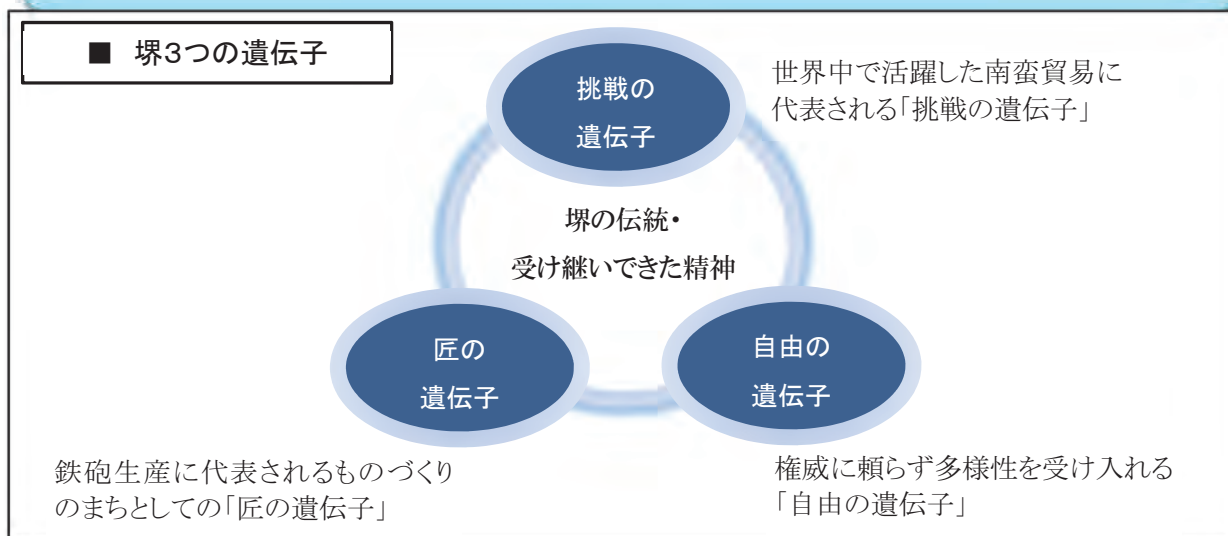 ■ 堺3つの遺伝子
挑戦の
遺伝子
世界中で活躍した南蛮貿易に
代表される「挑戦の遺伝子」
堺の伝統・
受け継いできた精神
匠の
遺伝子
自由の
遺伝子
鉄砲生産に代表されるものづくり
のまちとしての「匠の遺伝子」
権威に頼らず多様性を受け入れる
「自由の遺伝子」